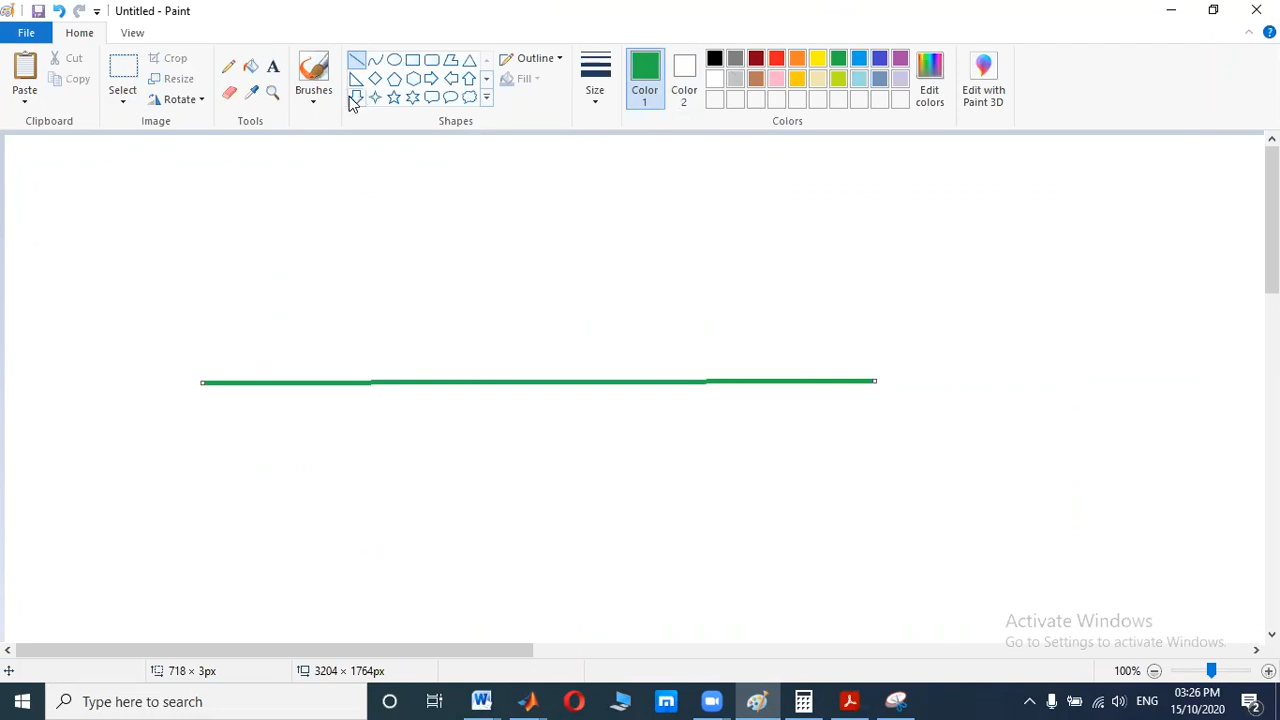 Untitled - Paint
File
Home
View
Paste
Cut
Copy
Clipboard
Select
Crop
Resize
Rotate
Image
A
Tools
Brushes
Outline
Fill
Shapes
Size
Color
1
Color
2
Edit
colors
Colors
Edit with
Paint 3D
Activate Windows
Go to Settings to activate Windows.
718 × 3px
3204 × 1764px
100%
Type here to search
ENG
03:26 PM
15/10/2020
2